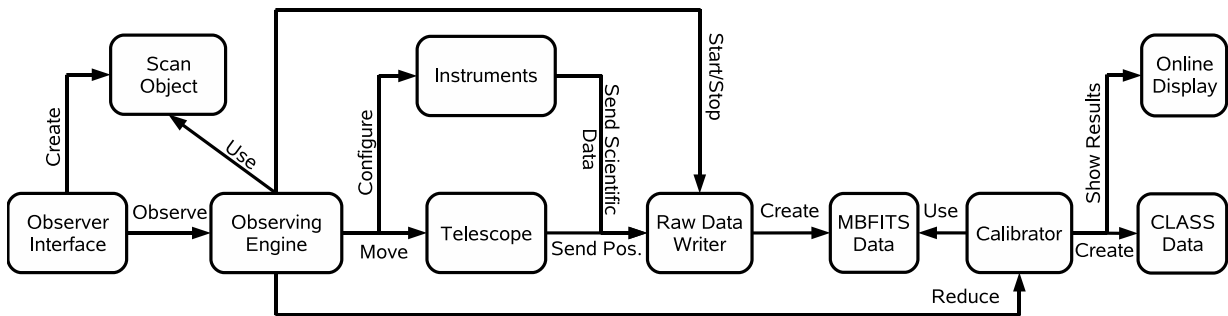 Scan
Object
Instruments
Online
Display
Create
Use
Configure
Send Scientific
Data
Start/Stop
Show Results
Observer
Interface
Observe
Observing
Engine
Move
Telescope
Send Pos.
Raw Data
Writer
Create
MBFITS
Data
Use
Calibrator
Create
CLASS
Data
Reduce